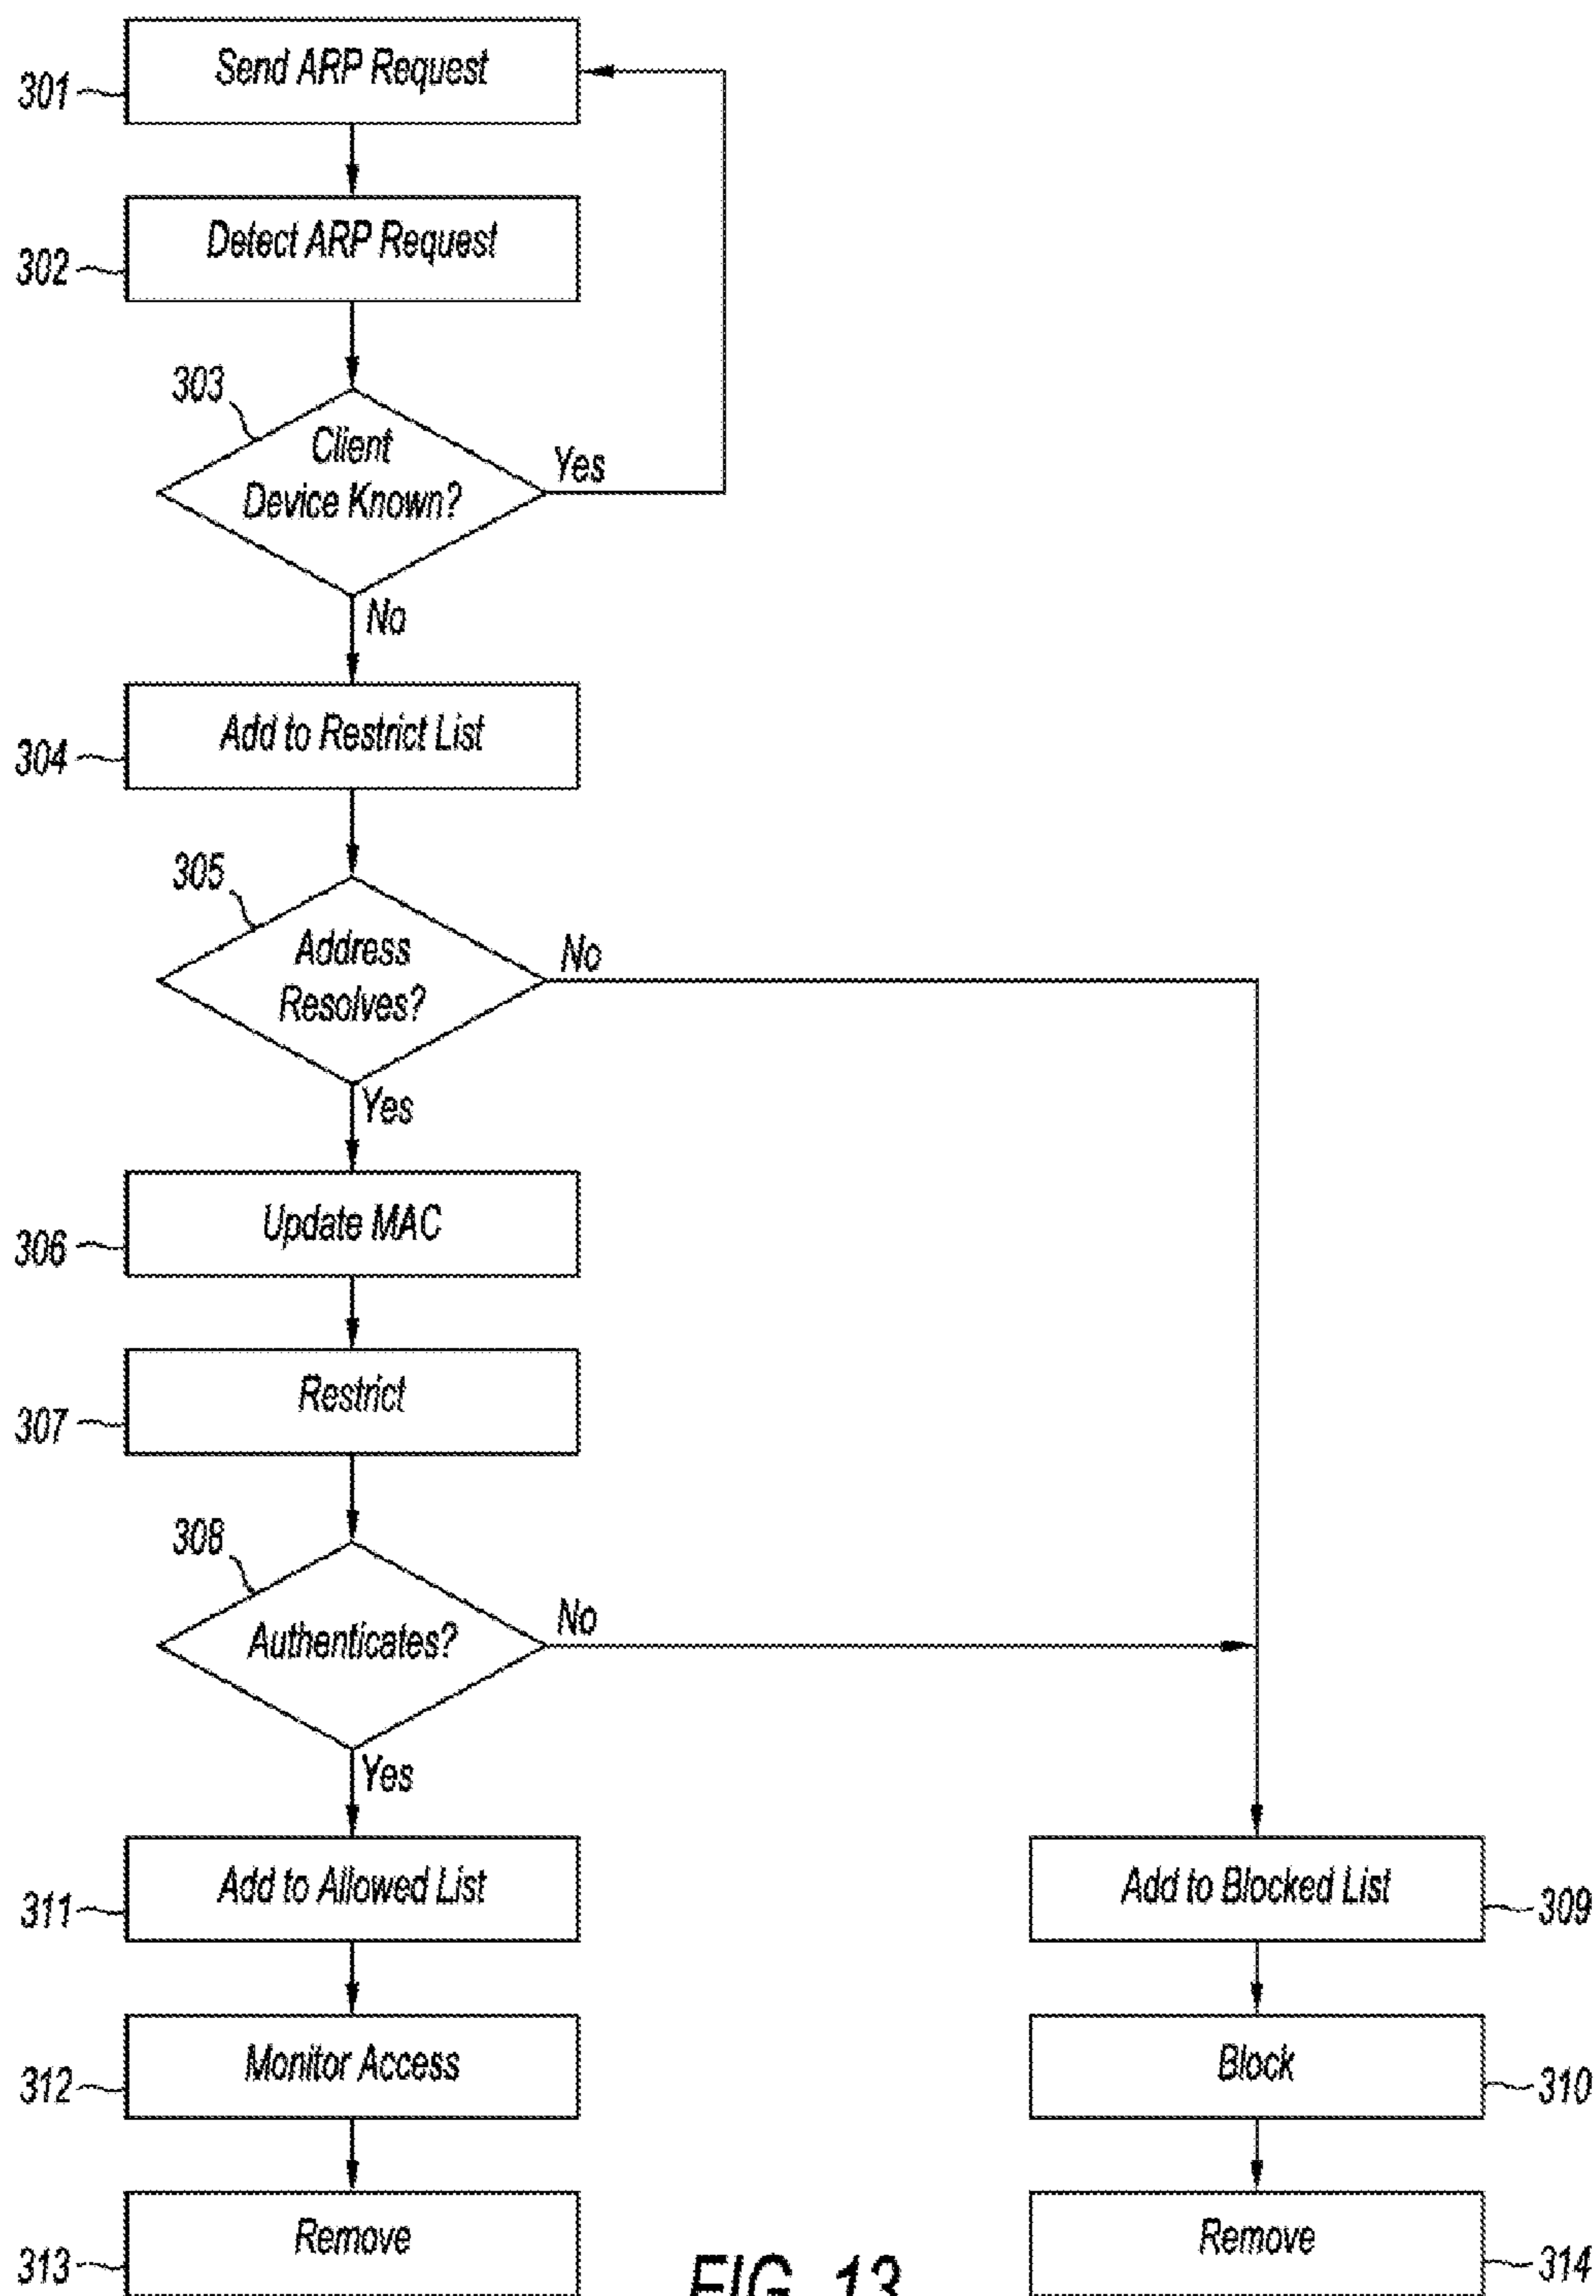 Send ARP Request
301
Detect ARP Request
302
303
Client
Device Known?
Yes
No
Add to Restrict List
304
305
Address
Resolves?
No
Yes
Update MAC
306
Restrict
307
308
Authenticates?
No
Yes
Add to Allowed List
311
Add to Blocked List
309
Monitor Access
312
Block
310
Remove
313
Remove
314
FIG. 13